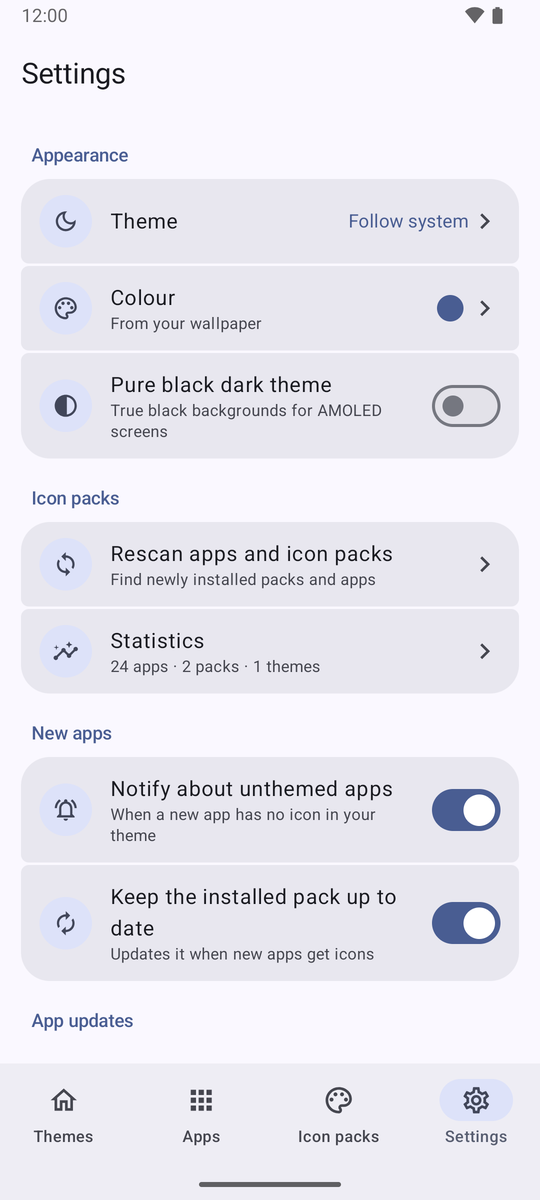 12:00
Settings
Appearance
Theme
Follow system
Colour
From your wallpaper
Pure black dark theme
True black backgrounds for AMOLED
screens
Icon packs
Rescan apps and icon packs
Find newly installed packs and apps
Statistics
24 apps · 2 packs · 1 themes
New apps
Notify about unthemed apps
When a new app has no icon in your
theme
Keep the installed pack up to
date
Updates it when new apps get icons
App updates
Themes
Apps
Icon packs
Settings